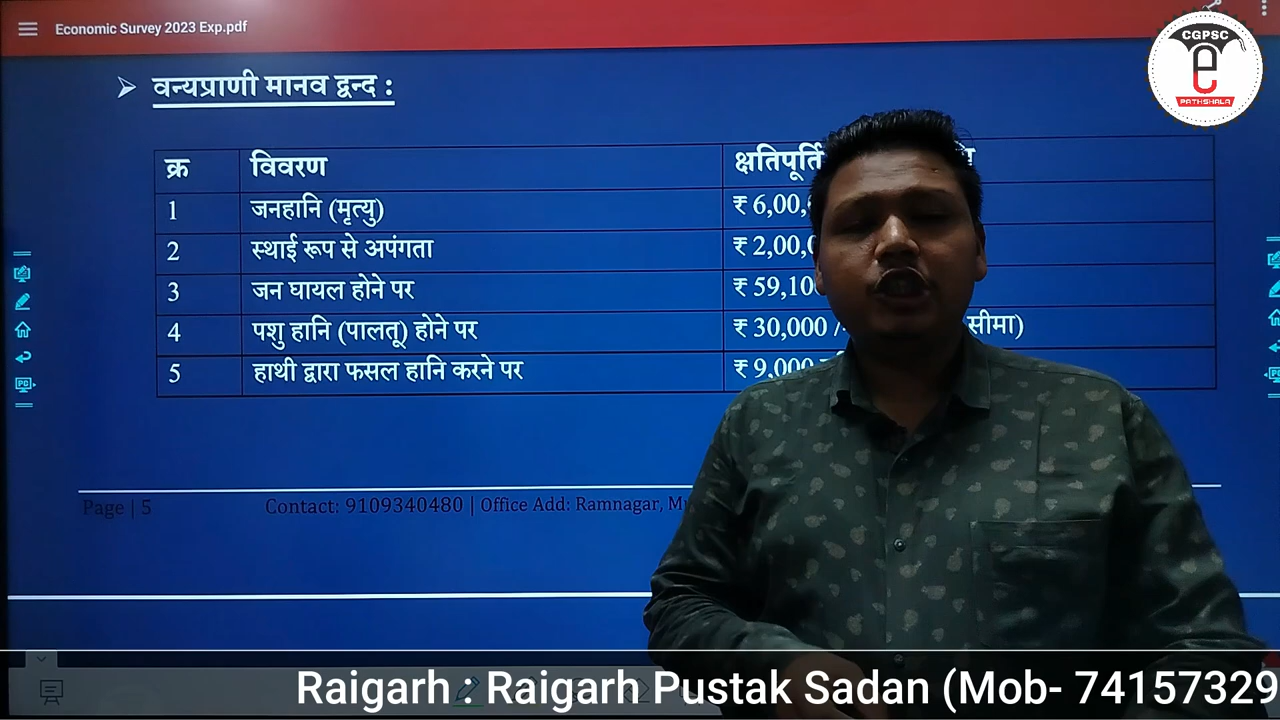 Economic Survey 2023 Exp.pdf
CGPSC
e
PATHSHALA
वन्यप्राणी मानव द्वन्द :
क्र विवरण क्षतिपूर्ति
1 जनहानि (मृत्यु) ₹ 6,00,
2 स्थाई रूप से अपंगता ₹ 2,00,
3 जन घायल होने पर ₹ 59,10
4 पशु हानि (पालतू) होने पर ₹ 30,000 /- सीमा)
5 हाथी द्वारा फसल हानि करने पर ₹ 9,000
Page | 5 Contact: 9109340480 | Office Add: Ramnagar,
Raigarh : Raigarh Pustak Sadan (Mob- 74157329